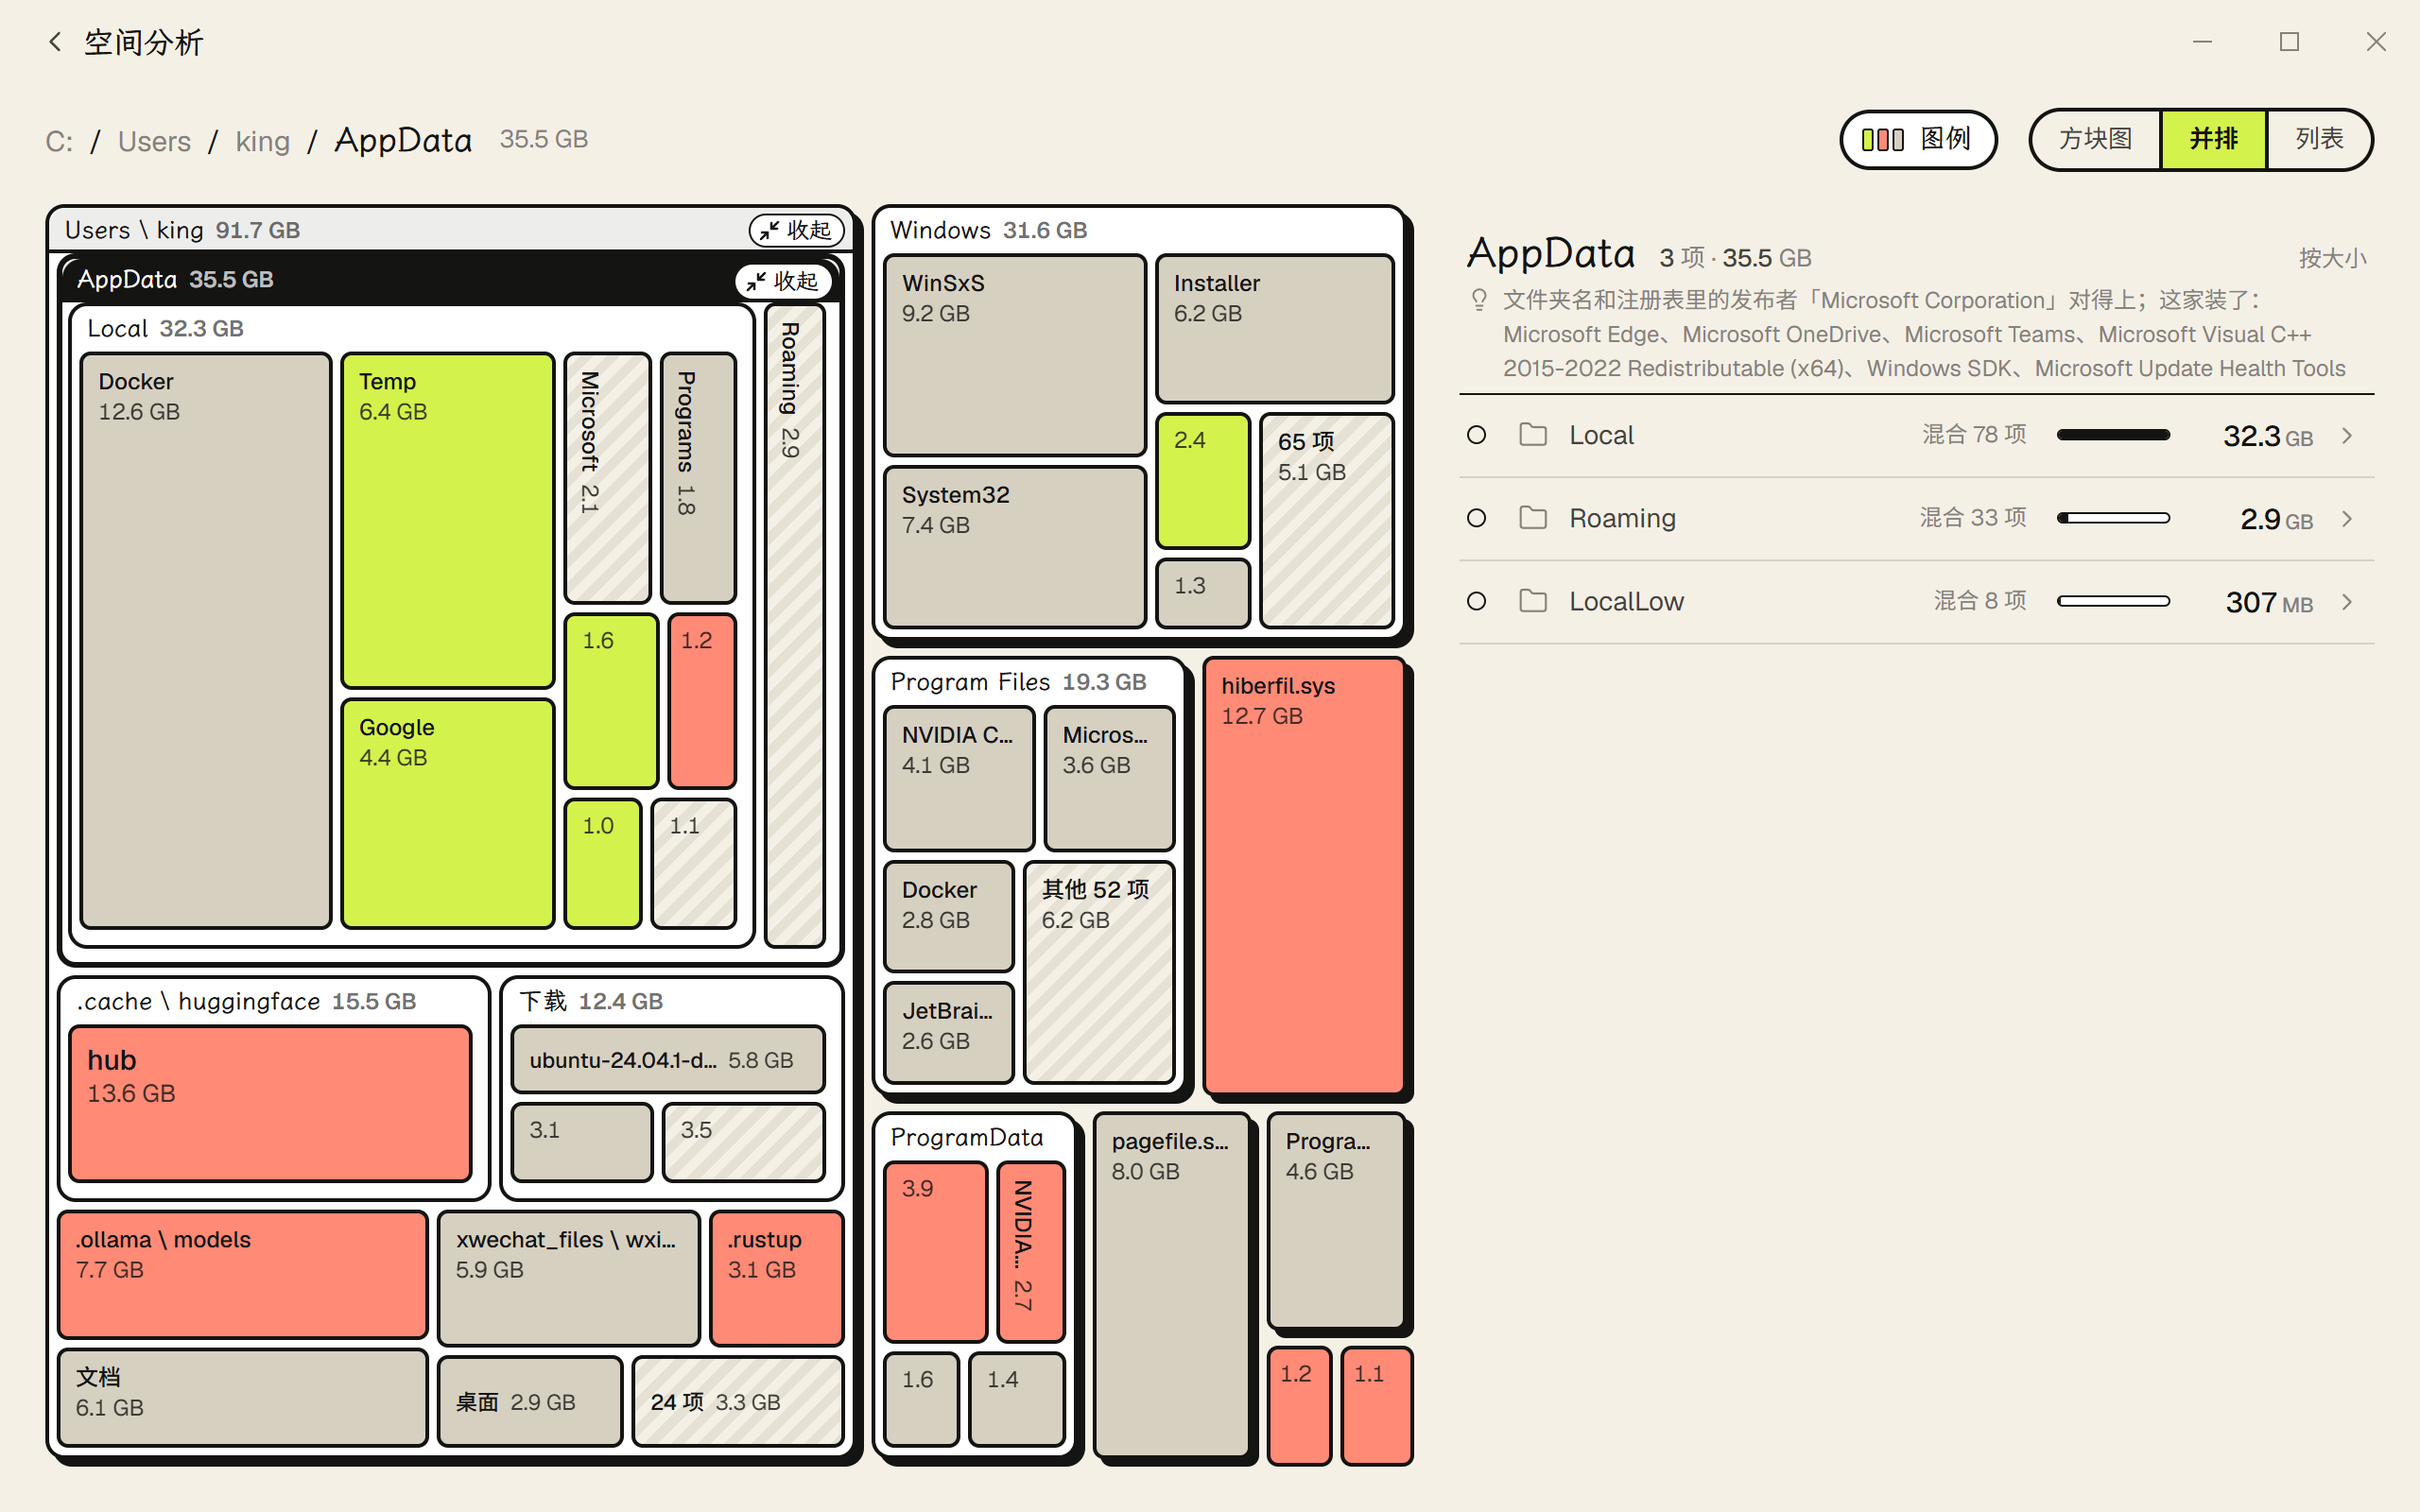 空间分析
C: / Users / king / AppData 35.5 GB
图例
方块图
并排
列表
Users \ king 91.7 GB
收起
AppData 35.5 GB
收起
Local 32.3 GB
Docker
12.6 GB
Temp
6.4 GB
Microsoft 2.1
Programs 1.8
Google
4.4 GB
1.6
1.2
1.0
1.1
Roaming 2.9
.cache \ huggingface 15.5 GB
hub
13.6 GB
下载 12.4 GB
ubuntu-24.04.1-d... 5.8 GB
3.1
3.5
.ollama \ models
7.7 GB
xwechat_files \ wxi...
5.9 GB
.rustup
3.1 GB
文档
6.1 GB
桌面 2.9 GB
24 项 3.3 GB
Windows 31.6 GB
WinSxS
9.2 GB
Installer
6.2 GB
System32
7.4 GB
2.4
65 项
5.1 GB
1.3
Program Files 19.3 GB
NVIDIA C...
4.1 GB
Micros...
3.6 GB
Docker
2.8 GB
其他 52 项
6.2 GB
JetBrai...
2.6 GB
hiberfil.sys
12.7 GB
ProgramData
3.9
NVIDIA... 2.7
1.6
1.4
pagefile.s...
8.0 GB
Progra...
4.6 GB
1.2
1.1
AppData 3 项 · 35.5 GB
按大小
文件夹名和注册表里的发布者「Microsoft Corporation」对得上；这家装了：
Microsoft Edge、Microsoft OneDrive、Microsoft Teams、Microsoft Visual C++
2015-2022 Redistributable (x64)、Windows SDK、Microsoft Update Health Tools
Local 混合 78 项 32.3 GB
Roaming 混合 33 项 2.9 GB
LocalLow 混合 8 项 307 MB